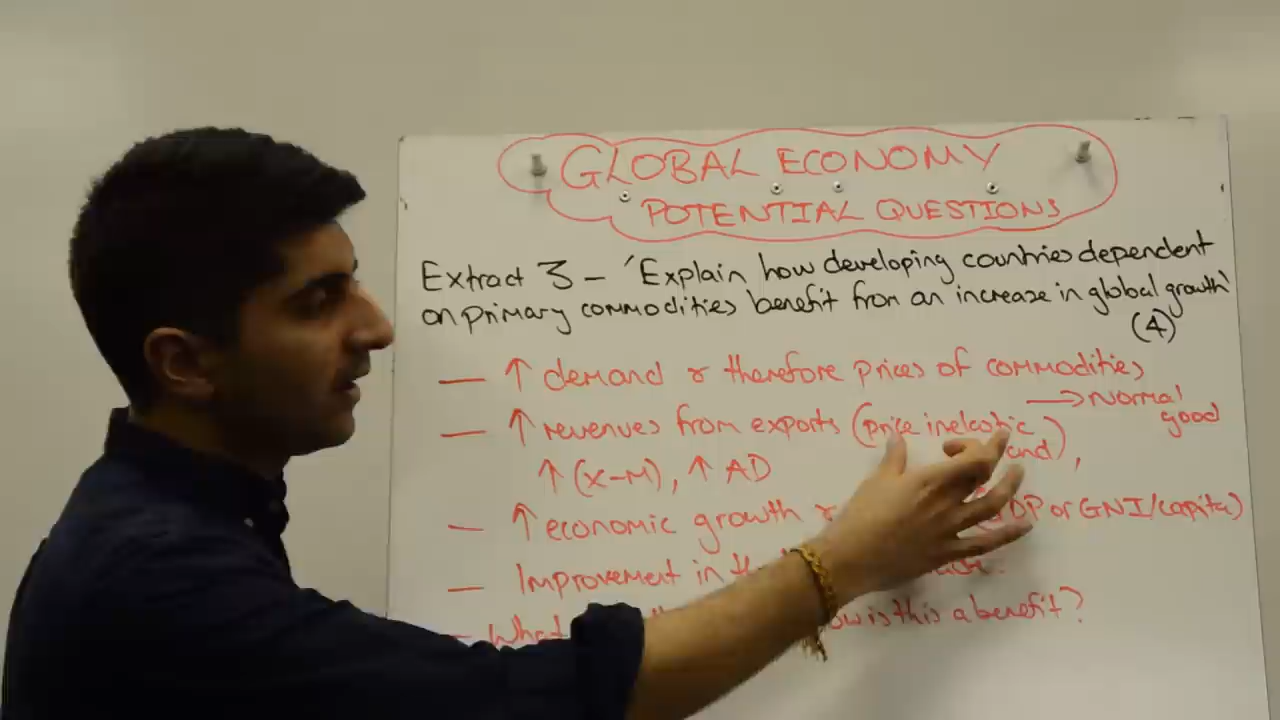 GLOBAL ECONOMY
POTENTIAL QUESTIONS
Extract 3 - 'Explain how developing countries dependent
on primary commodities benefit from an increase in global growth'
(4)
— ↑ demand & therefore prices of commodities
→ Normal
good
— ↑ revenues from exports (price inelastic
↑ (X-M), ↑ AD
— ↑ economic growth & GDP or GNI/capita)
— Improvement in
— What is this a benefit?